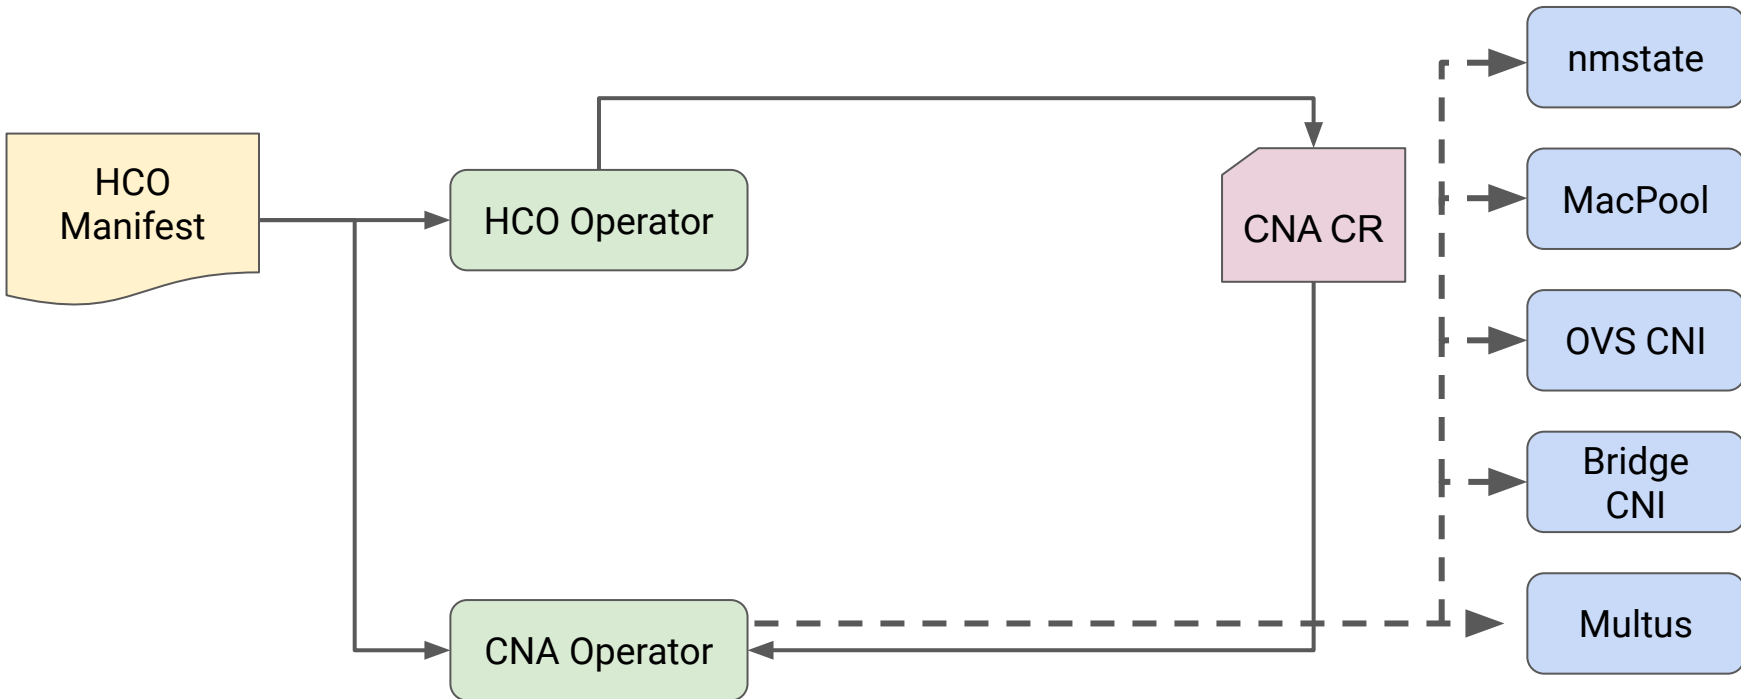 HCO
Manifest
HCO Operator
CNA Operator
CNA CR
nmstate
MacPool
OVS CNI
Bridge
CNI
Multus